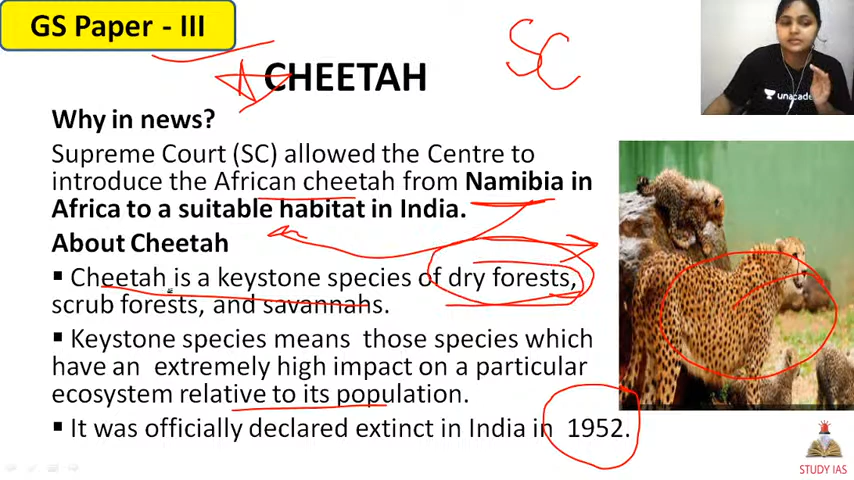 GS Paper - III
SC
CHEETAH
unacade
Why in news?
Supreme Court (SC) allowed the Centre to
introduce the African cheetah from Namibia in
Africa to a suitable habitat in India.
About Cheetah
▪ Cheetah is a keystone species of dry forests,
scrub forests, and savannahs.
▪ Keystone species means those species which
have an extremely high impact on a particular
ecosystem relative to its population.
▪ It was officially declared extinct in India in 1952.
STUDY IAS